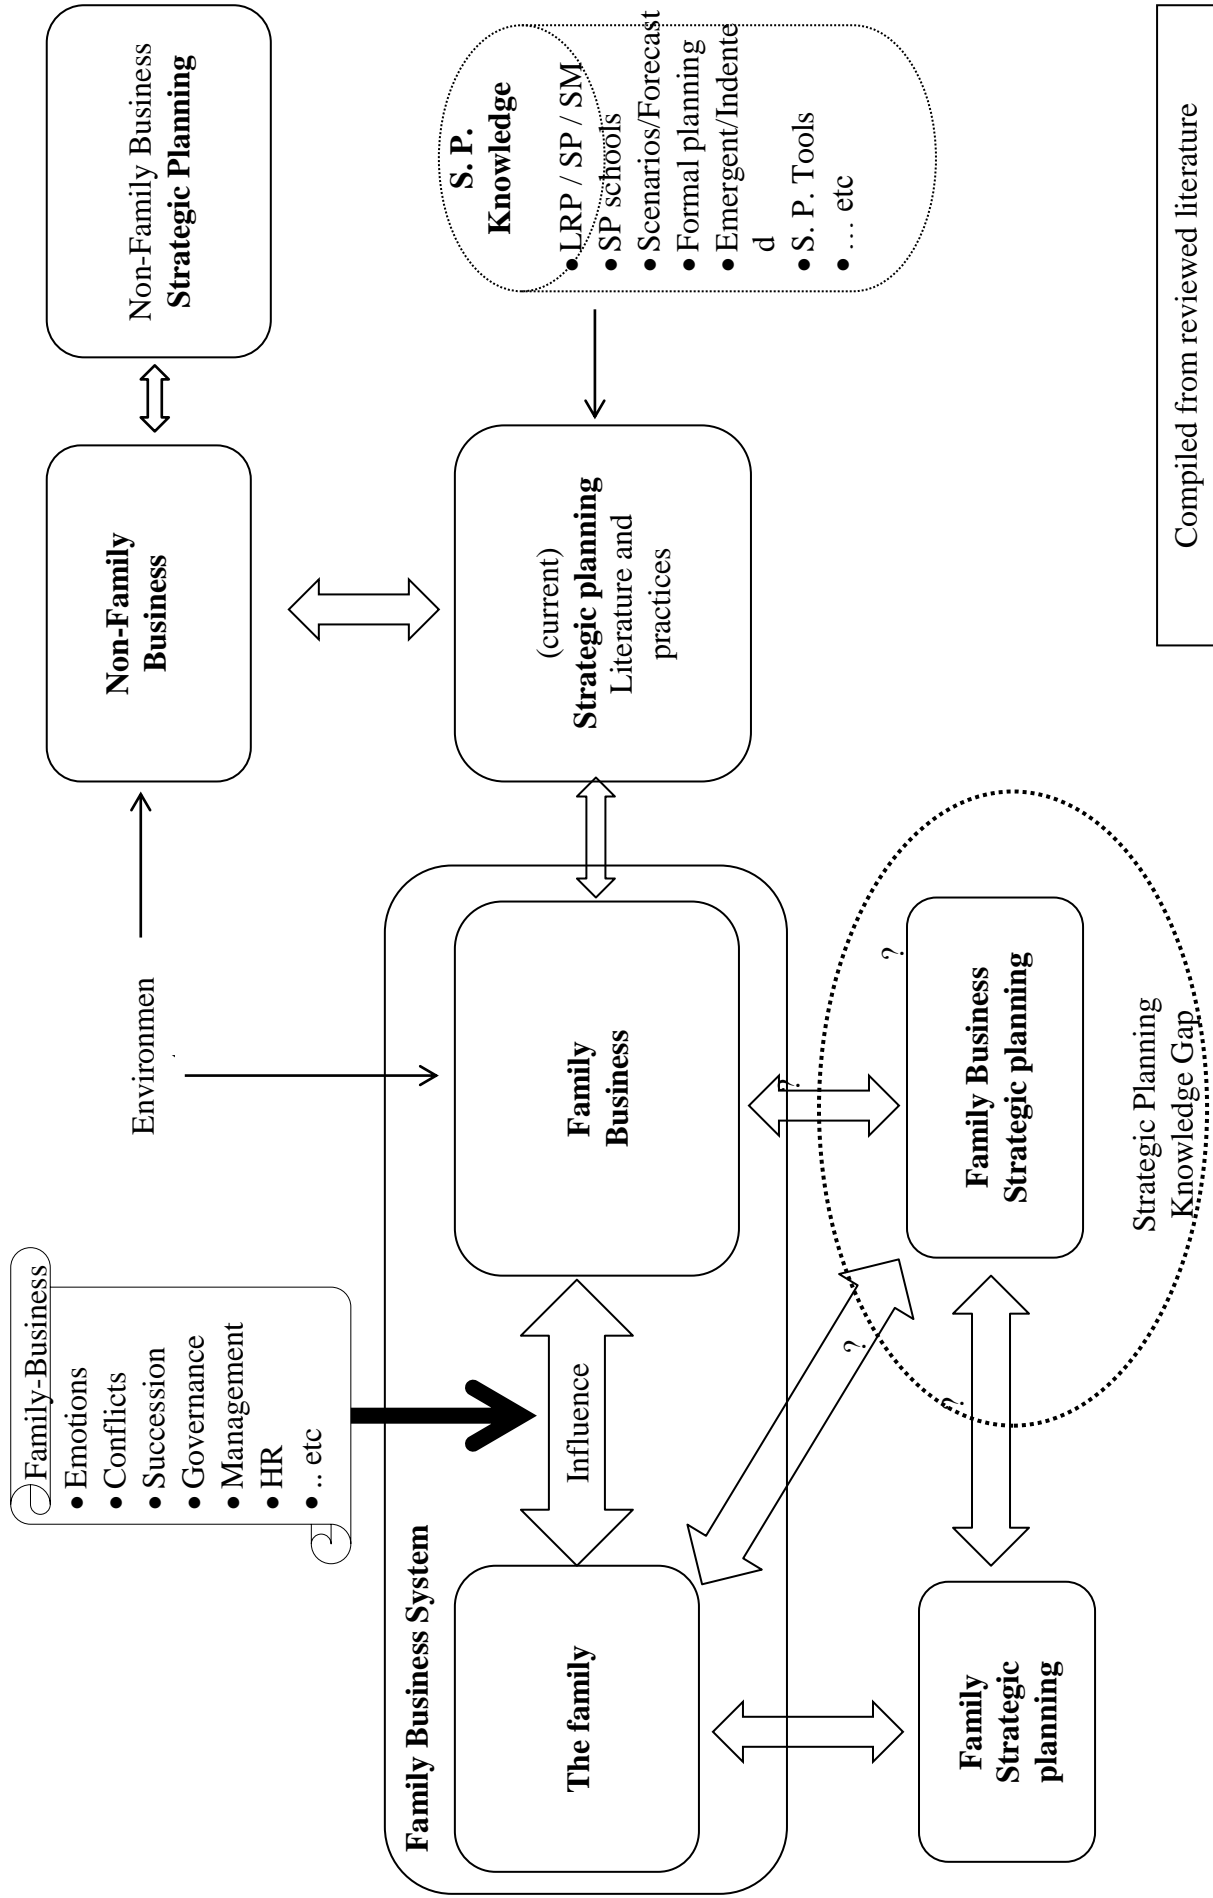 Family-Business
• Emotions
• Conflicts
• Succession
• Governance
• Management
• HR
• .. etc
Environmen
Non-Family
Business
Non-Family Business
Strategic Planning
Family Business System
The family
Influence
Family
Business
(current)
Strategic planning
Literature and
practices
S. P.
Knowledge
• LRP / SP / SM
• SP schools
• Scenarios/Forecast
• Formal planning
• Emergent/Indente
d
• S. P. Tools
• … etc
?
?
?
?
Family
Strategic
planning
Family Business
Strategic planning
Strategic Planning
Knowledge Gap
Compiled from reviewed literature